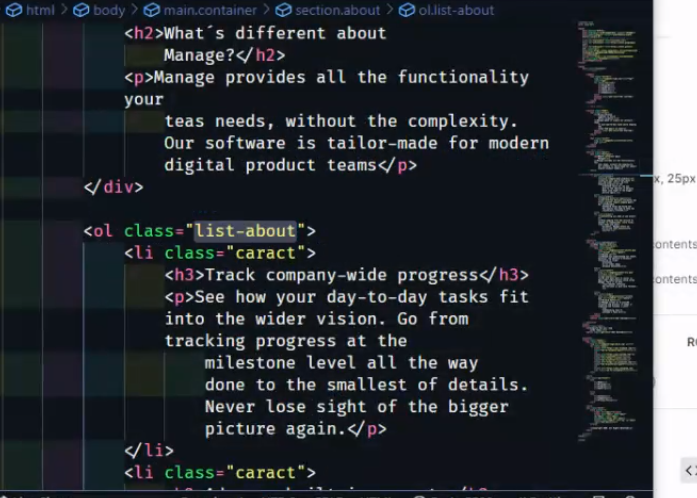 html > body > main.container > section.about > ol.list-about
<h2>What´s different about
Manage?</h2>
<p>Manage provides all the functionality
your
teas needs, without the complexity.
Our software is tailor-made for modern
digital product teams</p>
</div>
<ol class="list-about">
<li class="caract">
<h3>Track company-wide progress</h3>
<p>See how your day-to-day tasks fit
into the wider vision. Go from
tracking progress at the
milestone level all the way
done to the smallest of details.
Never lose sight of the bigger
picture again.</p>
</li>
<li class="caract">
x, 25px
ontents
ontents